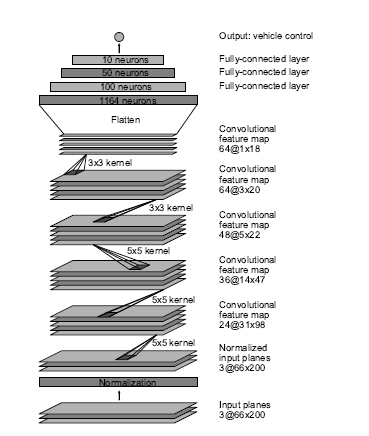 Output: vehicle control
10 neurons
Fully-connected layer
50 neurons
Fully-connected layer
100 neurons
Fully-connected layer
1164 neurons
Flatten
Convolutional
feature map
64@1x18
3x3 kernel
Convolutional
feature map
64@3x20
3x3 kernel
Convolutional
feature map
48@5x22
5x5 kernel
Convolutional
feature map
36@14x47
5x5 kernel
Convolutional
feature map
24@31x98
5x5 kernel
Normalized
input planes
3@66x200
Normalization
Input planes
3@66x200